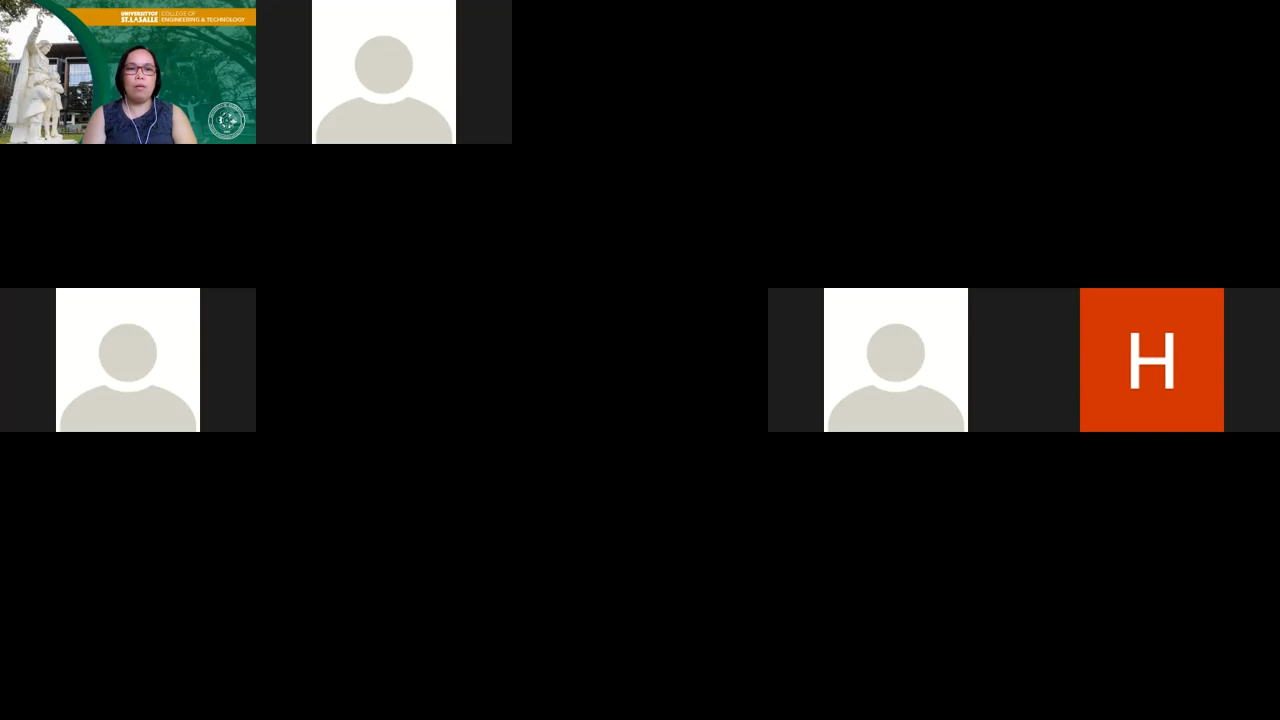 UNIVERSITY OF COLLEGE OF
ST. LA SALLE ENGINEERING & TECHNOLOGY
H